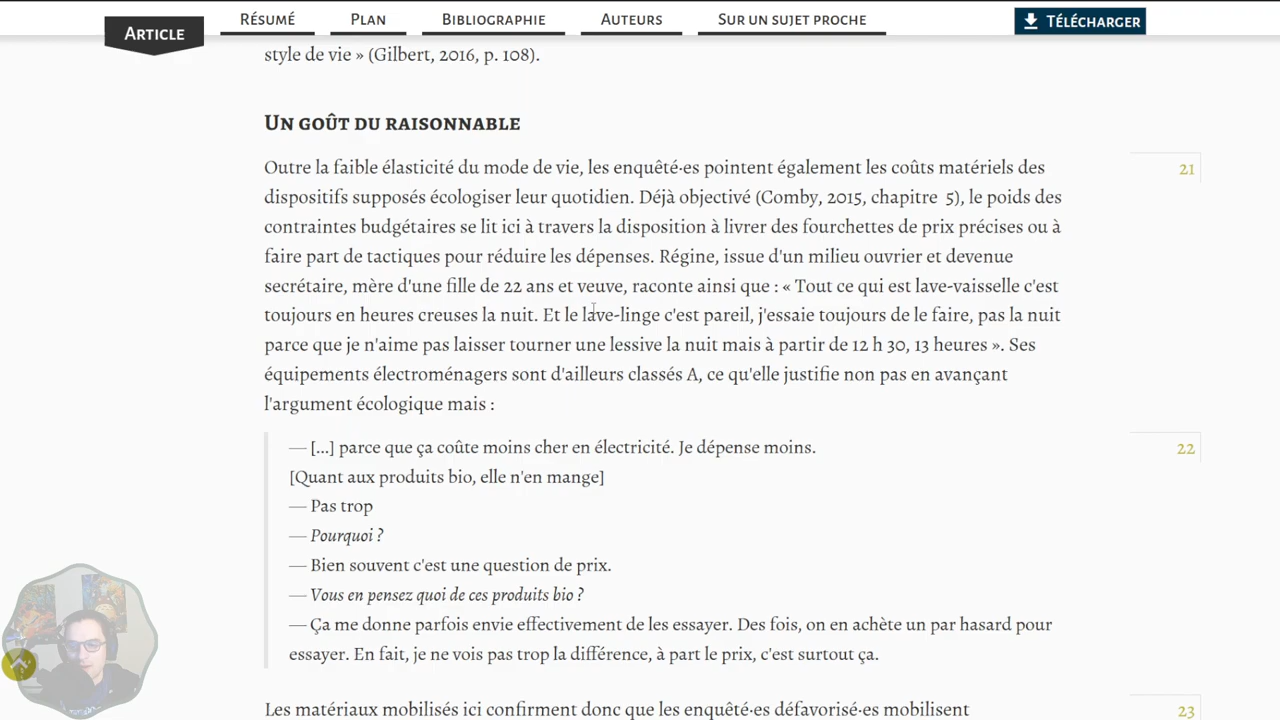 ARTICLE
RÉSUMÉ
PLAN
BIBLIOGRAPHIE
AUTEURS
SUR UN SUJET PROCHE
TÉLÉCHARGER
style de vie » (Gilbert, 2016, p. 108).
UN GOÛT DU RAISONNABLE
Outre la faible élasticité du mode de vie, les enquêté·es pointent également les coûts matériels des
dispositifs supposés écologiser leur quotidien. Déjà objectivé (Comby, 2015, chapitre 5), le poids des
contraintes budgétaires se lit ici à travers la disposition à livrer des fourchettes de prix précises ou à
faire part de tactiques pour réduire les dépenses. Régine, issue d'un milieu ouvrier et devenue
secrétaire, mère d'une fille de 22 ans et veuve, raconte ainsi que : « Tout ce qui est lave-vaisselle c'est
toujours en heures creuses la nuit. Et le lave-linge c'est pareil, j'essaie toujours de le faire, pas la nuit
parce que je n'aime pas laisser tourner une lessive la nuit mais à partir de 12 h 30, 13 heures ». Ses
équipements électroménagers sont d'ailleurs classés A, ce qu'elle justifie non pas en avançant
l'argument écologique mais :
21
— [...] parce que ça coûte moins cher en électricité. Je dépense moins.
[Quant aux produits bio, elle n'en mange]
— Pas trop
— Pourquoi ?
— Bien souvent c'est une question de prix.
— Vous en pensez quoi de ces produits bio ?
— Ça me donne parfois envie effectivement de les essayer. Des fois, on en achète un par hasard pour
essayer. En fait, je ne vois pas trop la différence, à part le prix, c'est surtout ça.
22
Les matériaux mobilisés ici confirment donc que les enquêté·es défavorisé·es mobilisent
23